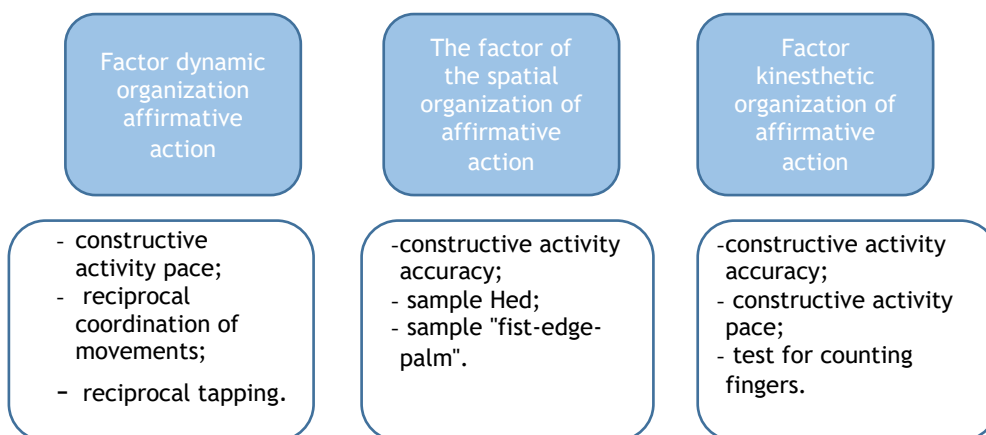 Factor dynamic
organization
affirmative
action
The factor of
the spatial
organization of
affirmative
action
Factor
kinesthetic
organization of
affirmative
action
- constructive
activity pace;
- reciprocal
coordination of
movements;
- reciprocal tapping.
-constructive activity
accuracy;
- sample Hed;
- sample "fist-edge-
palm".
-constructive activity
accuracy;
- constructive activity
pace;
- test for counting
fingers.